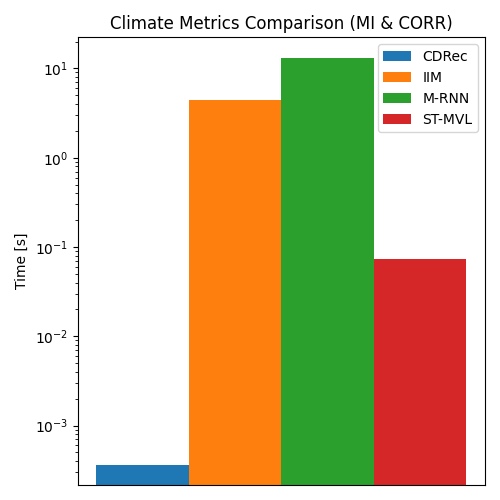 Climate Metrics Comparison (MI & CORR)
CDRec
IIM
M-RNN
ST-MVL
10¹
10⁰
10⁻¹
10⁻²
10⁻³
Time [s]